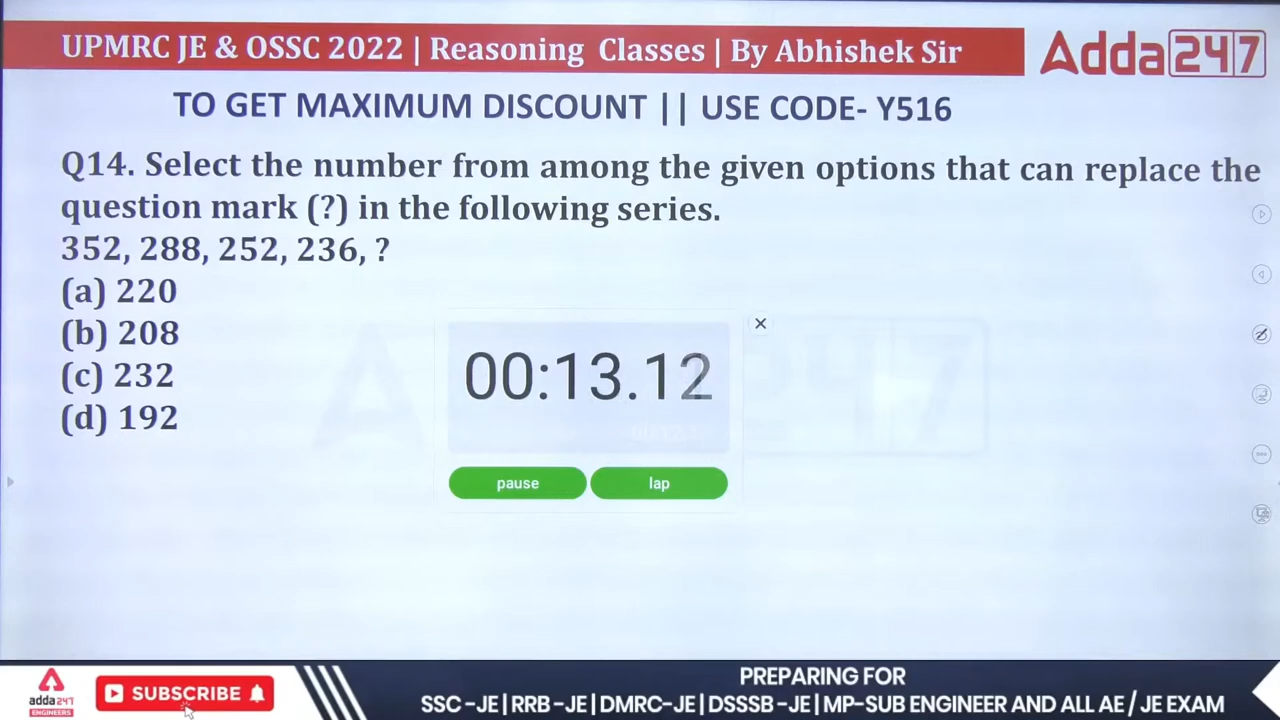 UPMRC JE & OSSC 2022 | Reasoning Classes | By Abhishek Sir
Adda247
TO GET MAXIMUM DISCOUNT || USE CODE- Y516
Q14. Select the number from among the given options that can replace the
question mark (?) in the following series.
352, 288, 252, 236, ?
(a) 220
(b) 208
(c) 232
(d) 192
00:13.12
pause
lap
adda247
ENGINEERS
SUBSCRIBE
PREPARING FOR
SSC -JE | RRB -JE | DMRC-JE | DSSSB -JE | MP-SUB ENGINEER AND ALL AE / JE EXAM